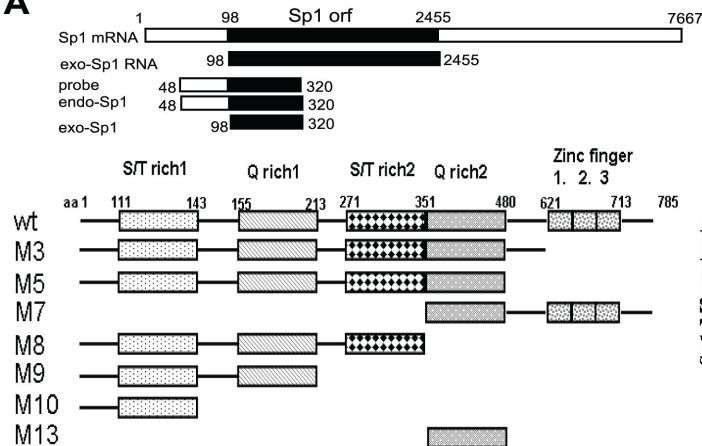 A
1 98 Sp1 orf 2455 7667
Sp1 mRNA
exo-Sp1 RNA 98 2455
probe 48 320
endo-Sp1 48 320
exo-Sp1 98 320
S/T rich1 Q rich1 S/T rich2 Q rich2 Zinc finger
1. 2. 3
aa 1 111 143 155 213 271 351 480 621 713 785
wt
M3
M5
M7
M8
M9
M10
M13